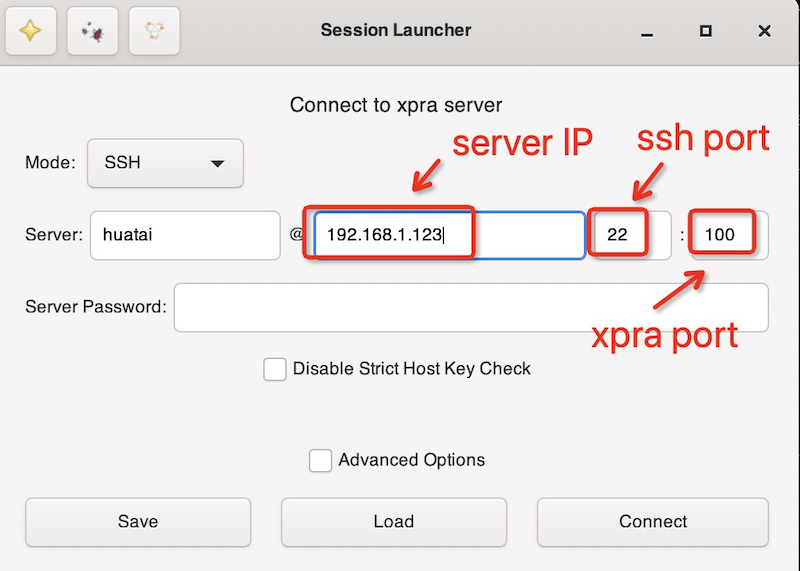 Session Launcher
Connect to xpra server
server IP
ssh port
Mode: SSH
Server: huatai @ 192.168.1.123 22 : 100
Server Password:
xpra port
Disable Strict Host Key Check
Advanced Options
Save Load Connect